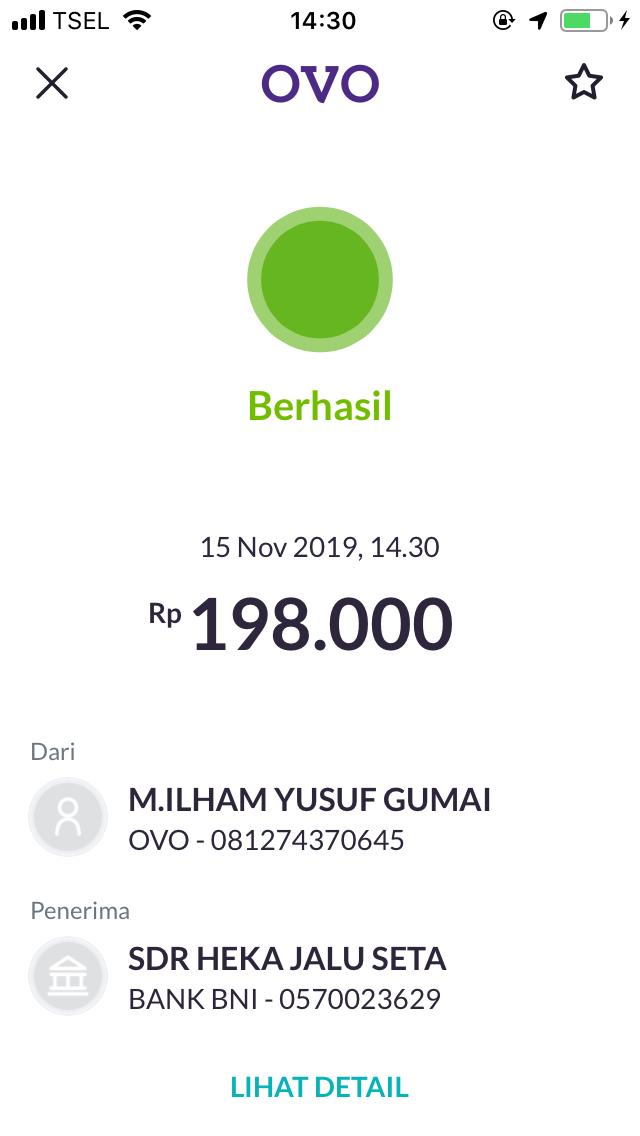 TSEL 14:30
OVO
Berhasil
15 Nov 2019, 14.30
Rp 198.000
Dari
M.ILHAM YUSUF GUMAI
OVO - 081274370645
Penerima
SDR HEKA JALU SETA
BANK BNI - 0570023629
LIHAT DETAIL